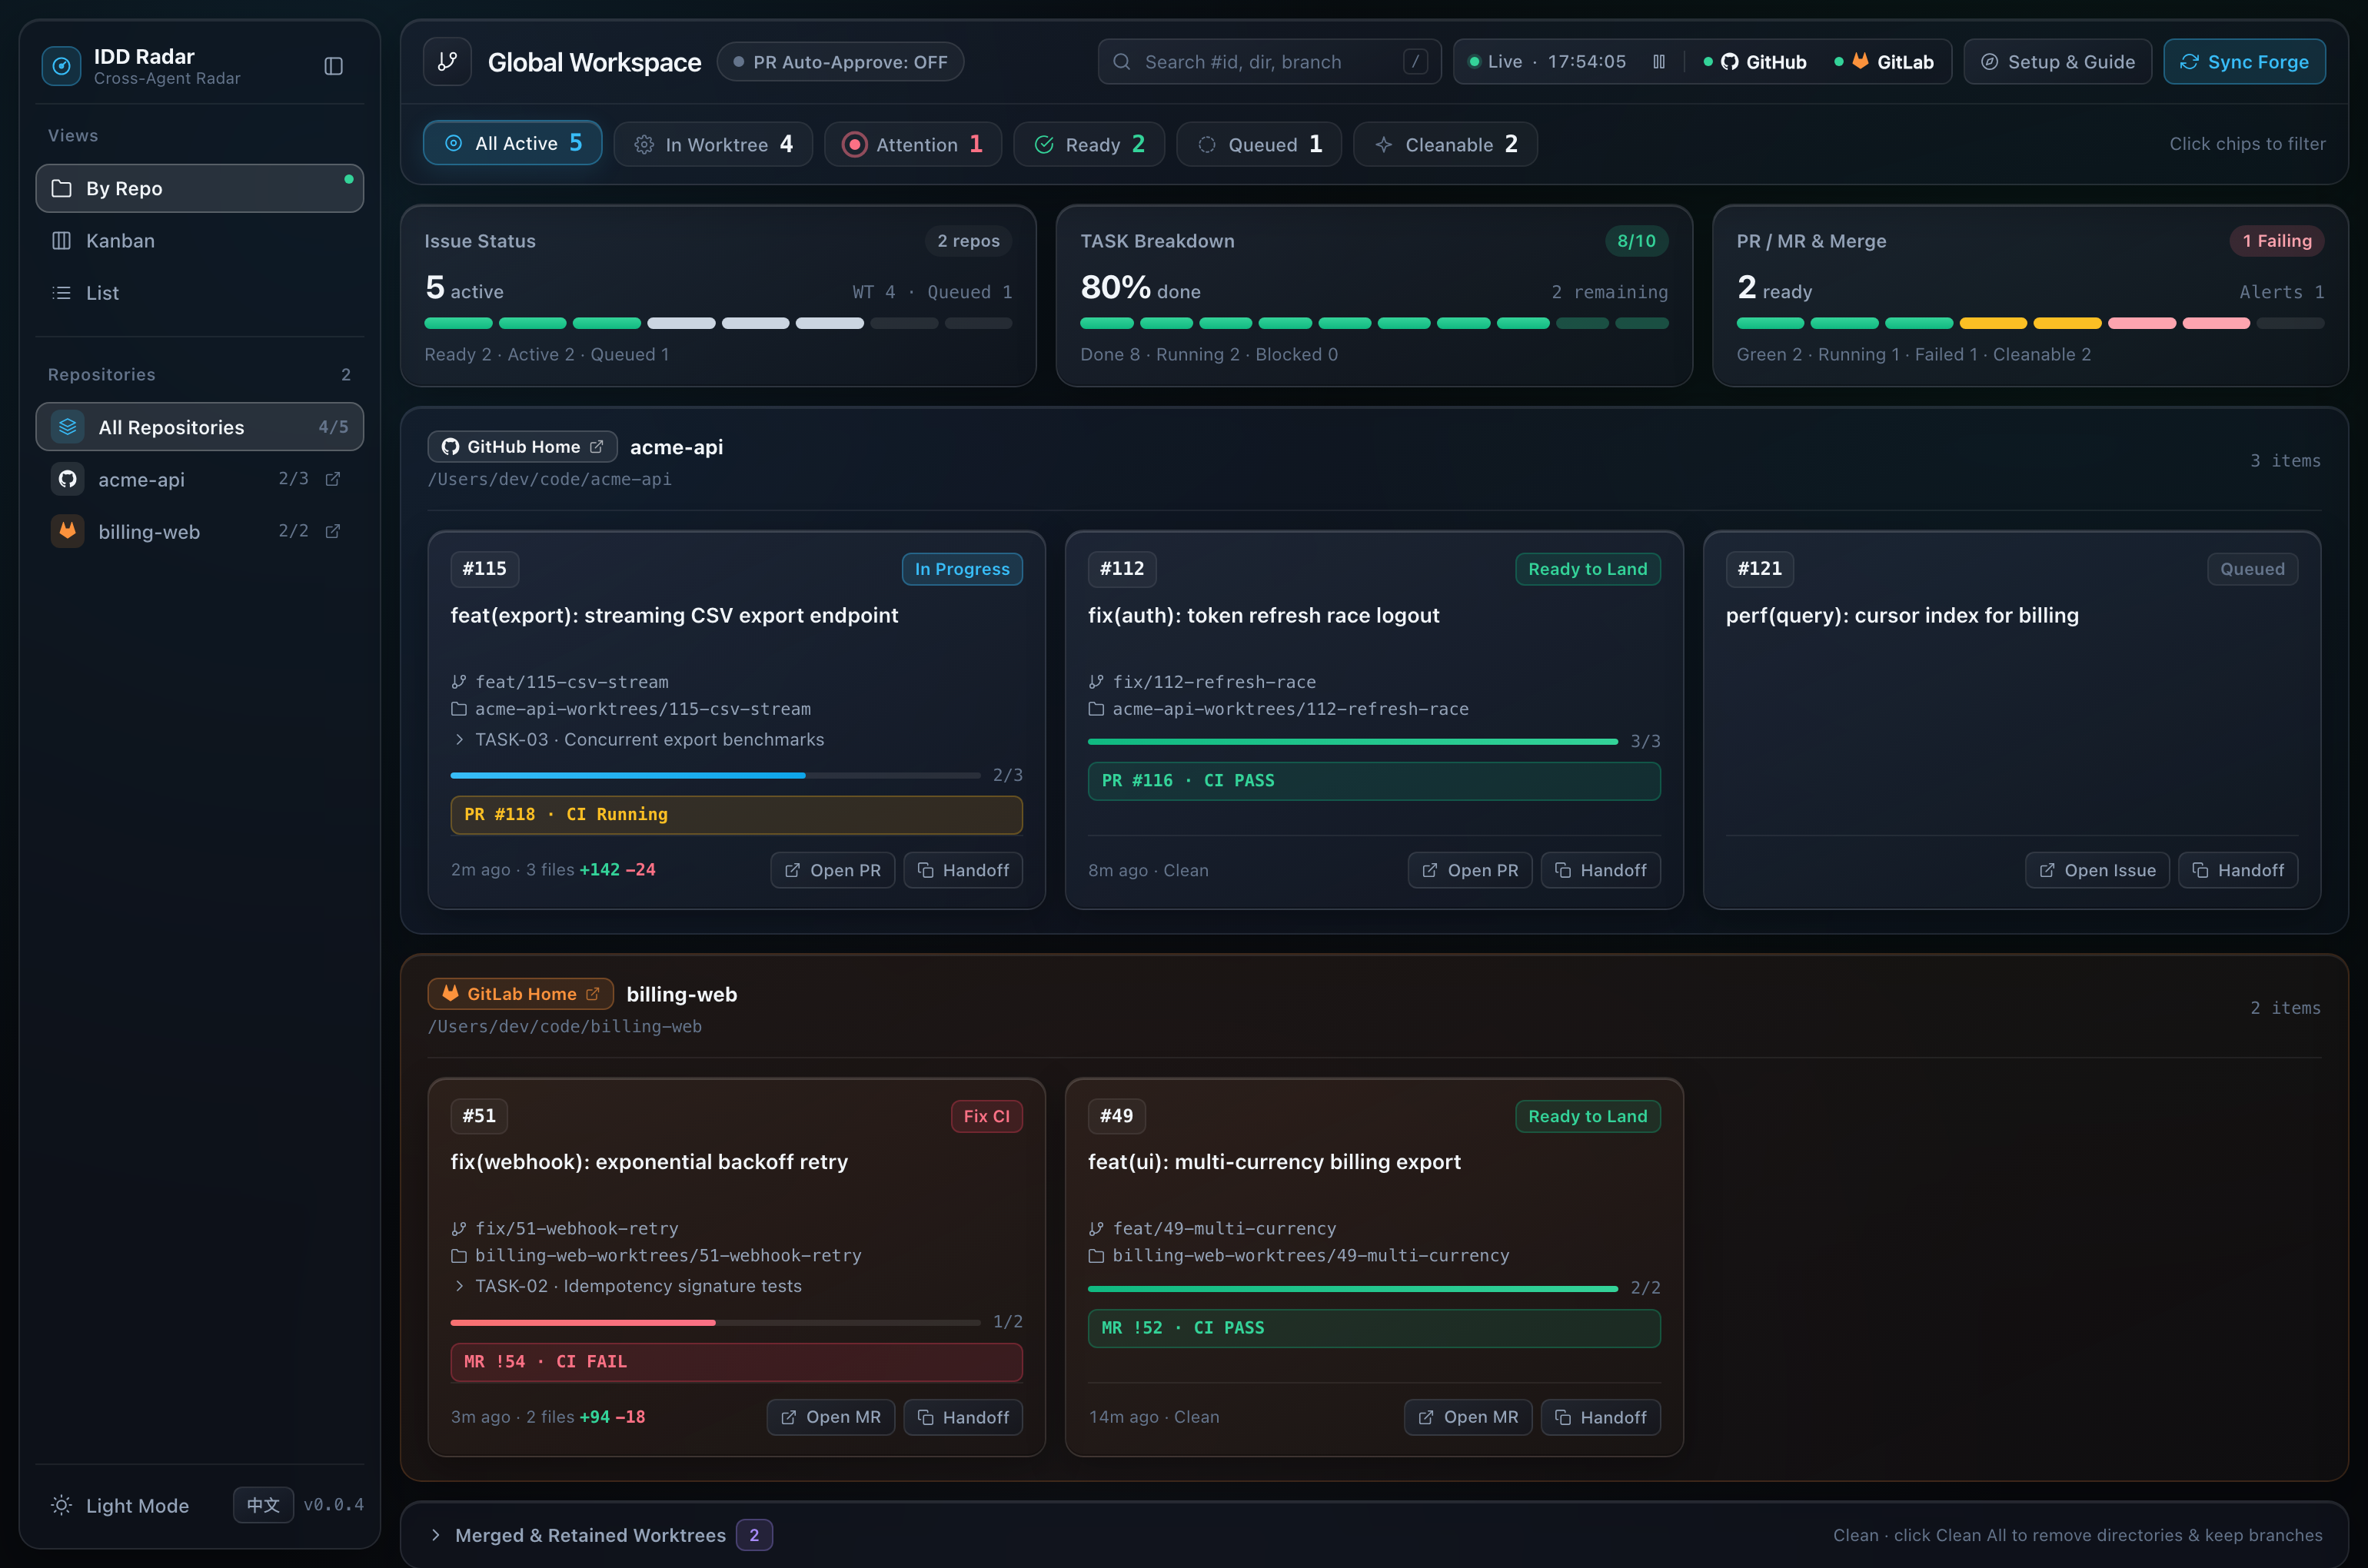 IDD Radar
Cross-Agent Radar
Views
By Repo
Kanban
List
Repositories 2
All Repositories 4/5
acme-api 2/3
billing-web 2/2
Light Mode 中文 v0.0.4
Global Workspace PR Auto-Approve: OFF Search #id, dir, branch / Live · 17:54:05 GitHub GitLab Setup & Guide Sync Forge
All Active 5 In Worktree 4 Attention 1 Ready 2 Queued 1 Cleanable 2 Click chips to filter
Issue Status 2 repos
5 active WT 4 · Queued 1
Ready 2 · Active 2 · Queued 1
TASK Breakdown 8/10
80% done 2 remaining
Done 8 · Running 2 · Blocked 0
PR / MR & Merge 1 Failing
2 ready Alerts 1
Green 2 · Running 1 · Failed 1 · Cleanable 2
GitHub Home acme-api 3 items
/Users/dev/code/acme-api
#115 In Progress
feat(export): streaming CSV export endpoint
feat/115-csv-stream
acme-api-worktrees/115-csv-stream
TASK-03 · Concurrent export benchmarks
2/3
PR #118 · CI Running
2m ago · 3 files +142 −24 Open PR Handoff
#112 Ready to Land
fix(auth): token refresh race logout
fix/112-refresh-race
acme-api-worktrees/112-refresh-race
3/3
PR #116 · CI PASS
8m ago · Clean Open PR Handoff
#121 Queued
perf(query): cursor index for billing
Open Issue Handoff
GitLab Home billing-web 2 items
/Users/dev/code/billing-web
#51 Fix CI
fix(webhook): exponential backoff retry
fix/51-webhook-retry
billing-web-worktrees/51-webhook-retry
TASK-02 · Idempotency signature tests
1/2
MR !54 · CI FAIL
3m ago · 2 files +94 −18 Open MR Handoff
#49 Ready to Land
feat(ui): multi-currency billing export
feat/49-multi-currency
billing-web-worktrees/49-multi-currency
2/2
MR !52 · CI PASS
14m ago · Clean Open MR Handoff
Merged & Retained Worktrees 2 Clean · click Clean All to remove directories & keep branches